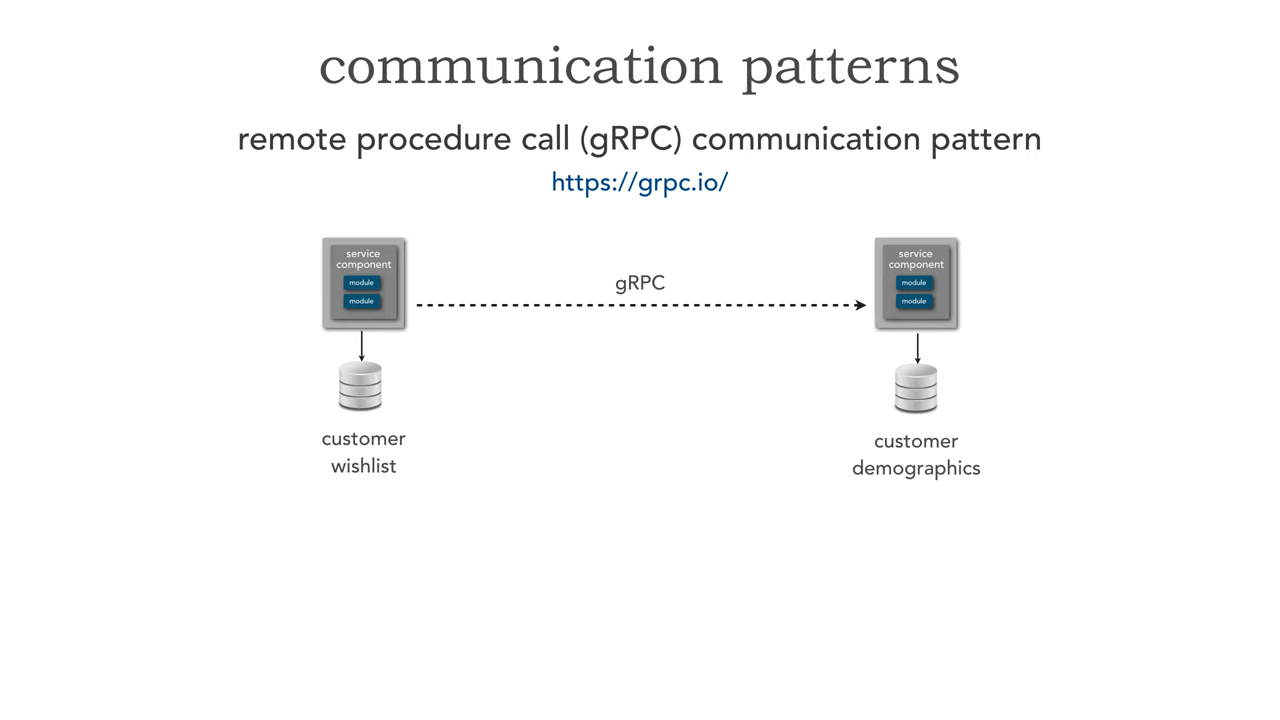 communication patterns
remote procedure call (gRPC) communication pattern
https://grpc.io/
service
component
module
module
gRPC
service
component
module
module
customer
wishlist
customer
demographics